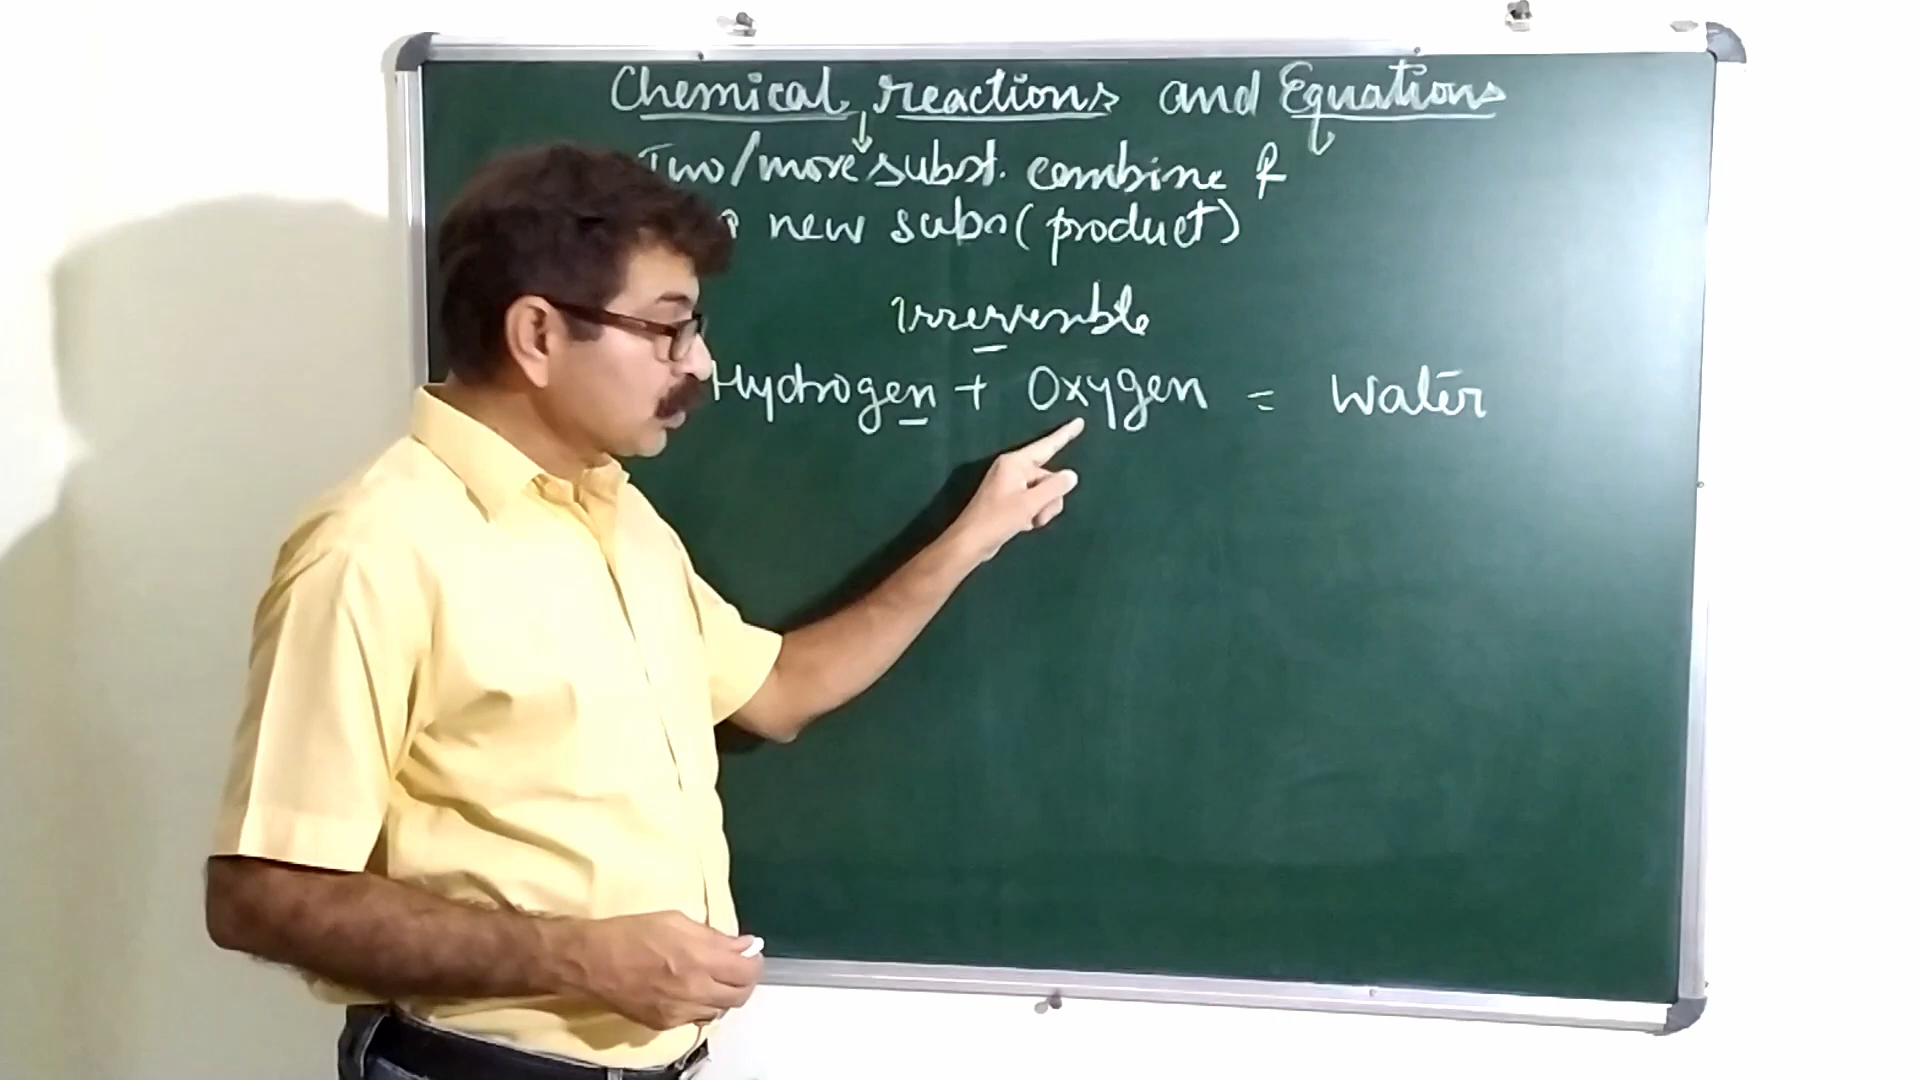 Chemical reactions and Equations
Two/more subst. combine &
new subs (product)
Irreversible
Hydrogen + Oxygen = Water